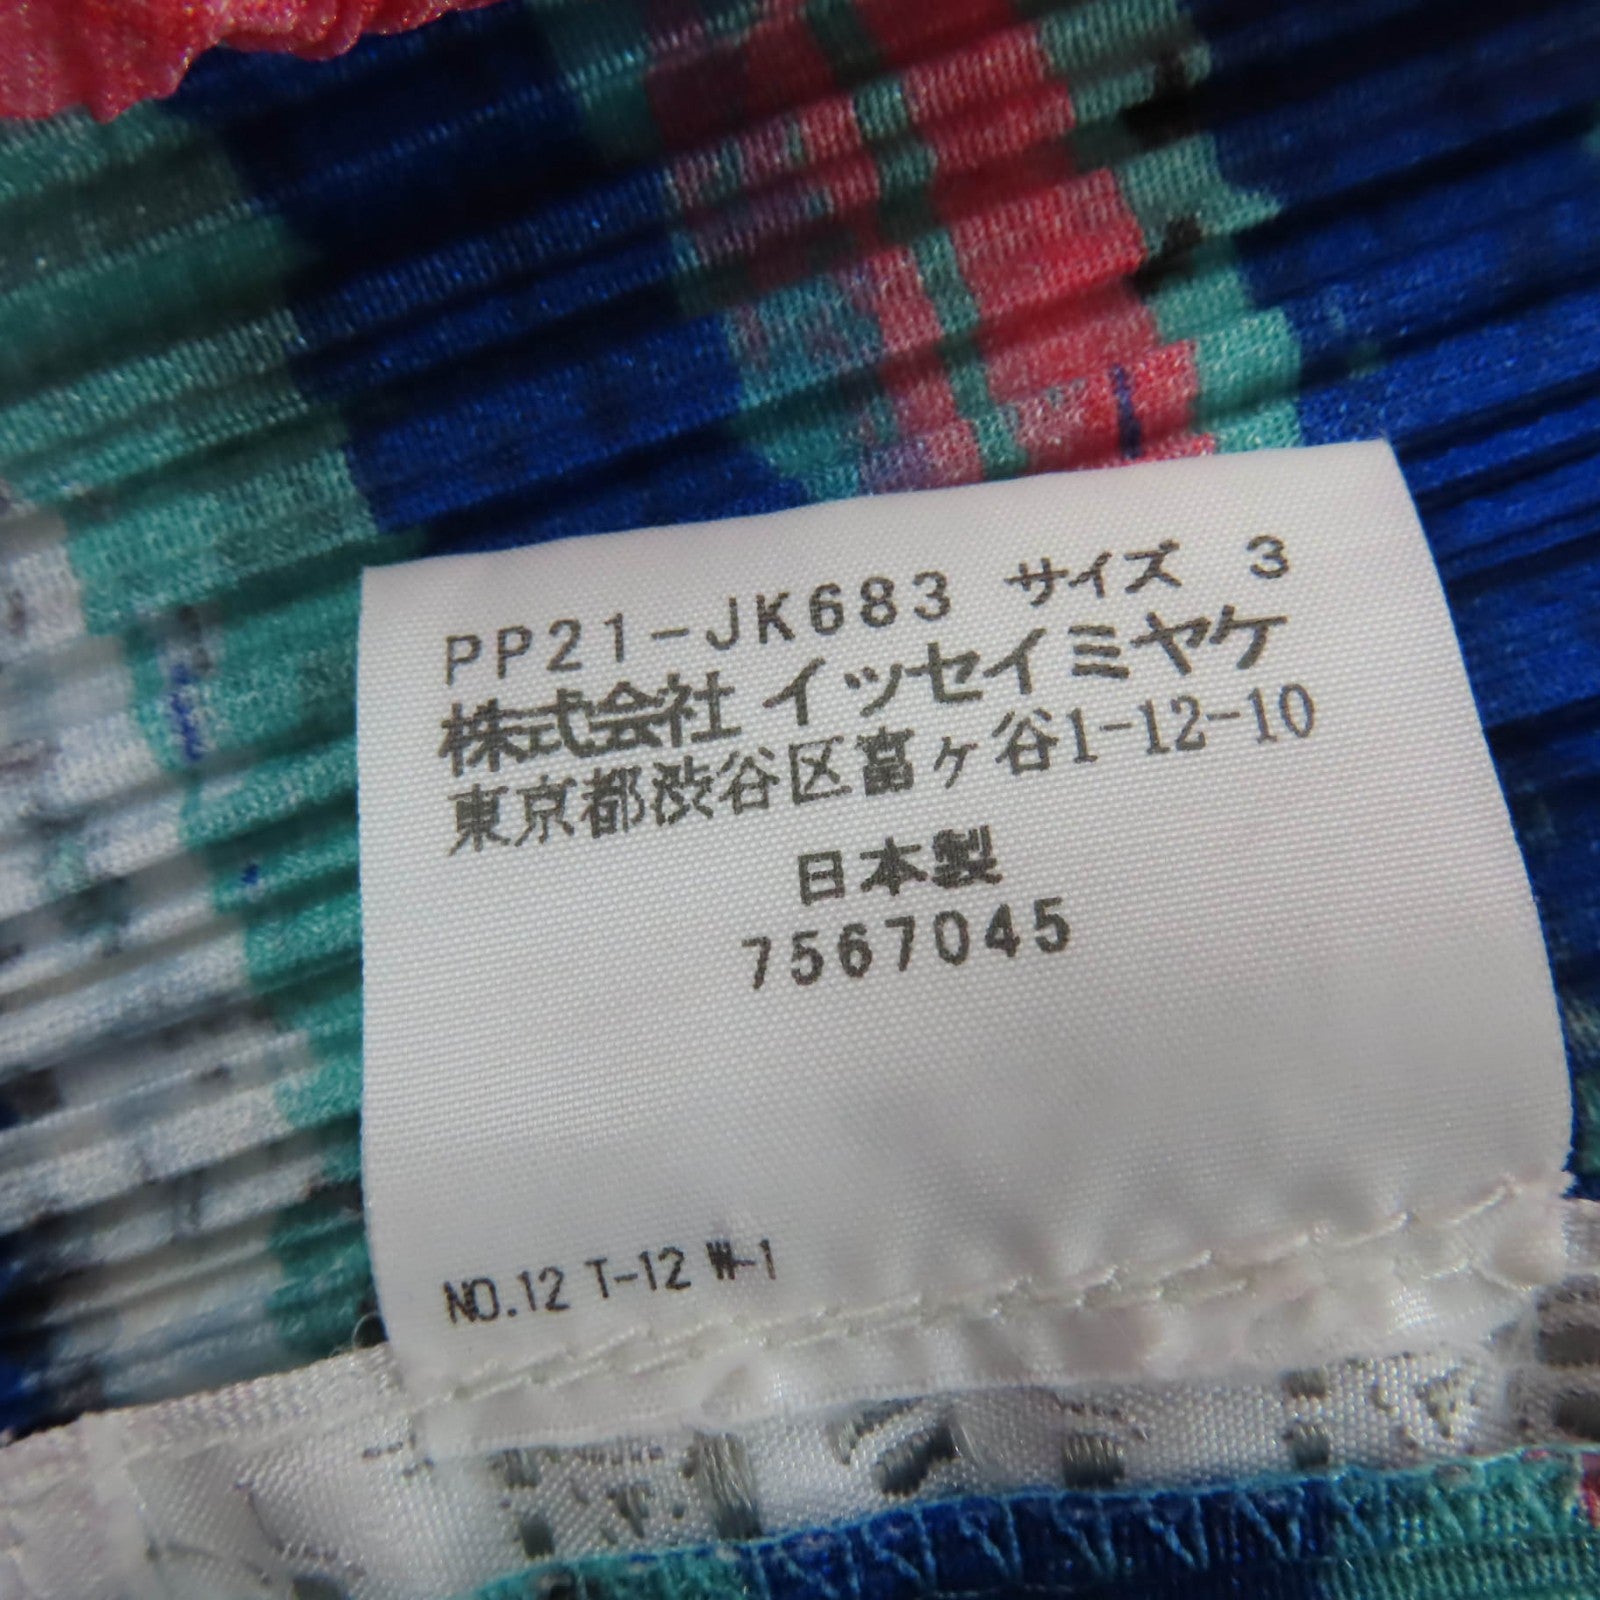 PP21-JK683 サイズ 3
株式会社 イッセイミヤケ
東京都渋谷区富ヶ谷1-12-10
日本製
7567045
NO.12 T-12 W-1